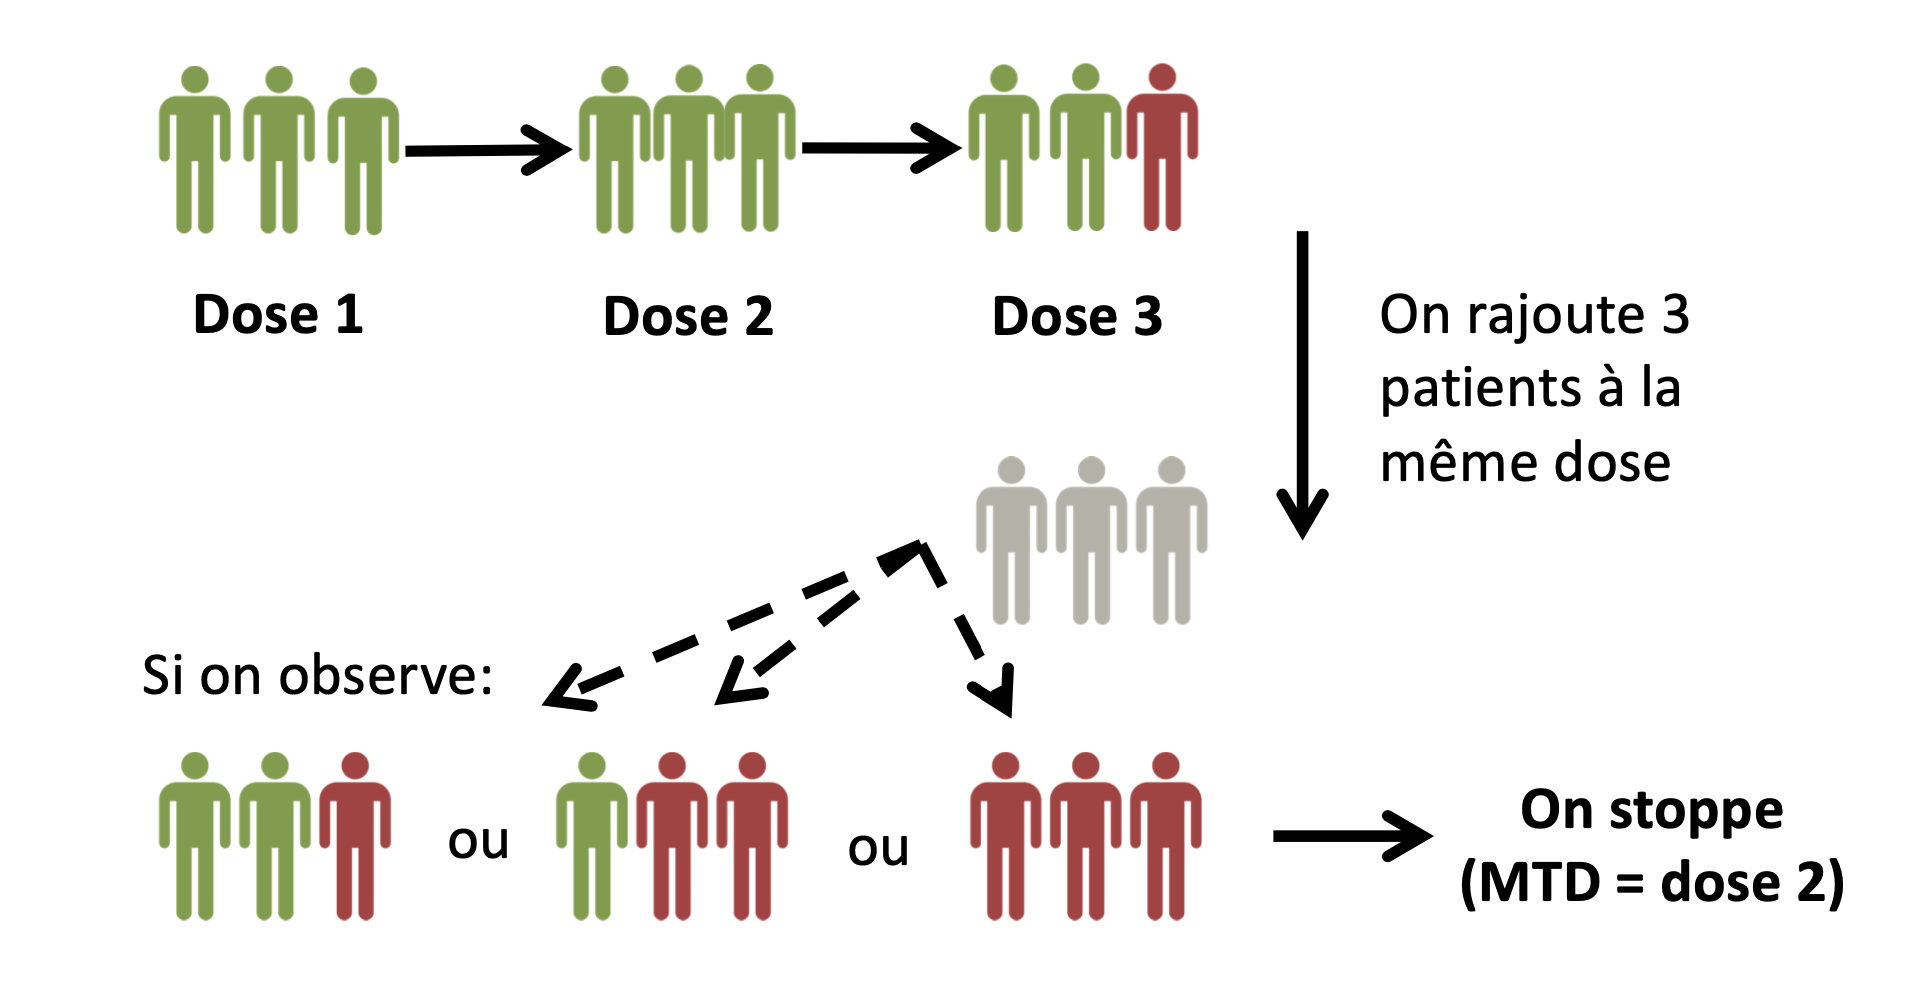 Dose 1
Dose 2
Dose 3
On rajoute 3
patients à la
même dose
Si on observe:
ou
ou
On stoppe
(MTD = dose 2)